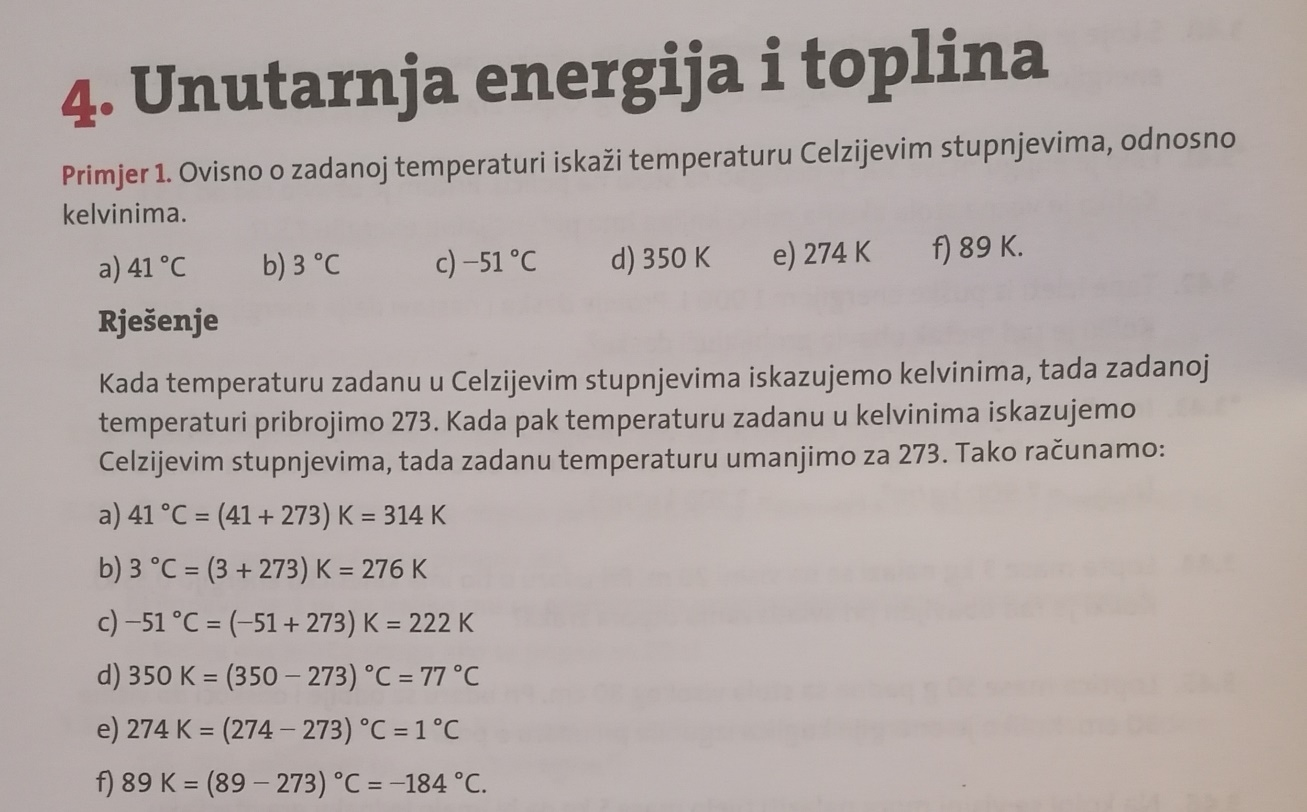 4. Unutarnja energija i toplina
Primjer 1. Ovisno o zadanoj temperaturi iskaži temperaturu Celzijevim stupnjevima, odnosno
kelvinima.
a) 41 °C b) 3 °C c) –51 °C d) 350 K e) 274 K f) 89 K.
Rješenje
Kada temperaturu zadanu u Celzijevim stupnjevima iskazujemo kelvinima, tada zadanoj
temperaturi pribrojimo 273. Kada pak temperaturu zadanu u kelvinima iskazujemo
Celzijevim stupnjevima, tada zadanu temperaturu umanjimo za 273. Tako računamo:
a) 41 °C = (41 + 273) K = 314 K
b) 3 °C = (3 + 273) K = 276 K
c) –51 °C = (–51 + 273) K = 222 K
d) 350 K = (350 – 273) °C = 77 °C
e) 274 K = (274 – 273) °C = 1 °C
f) 89 K = (89 – 273) °C = –184 °C.